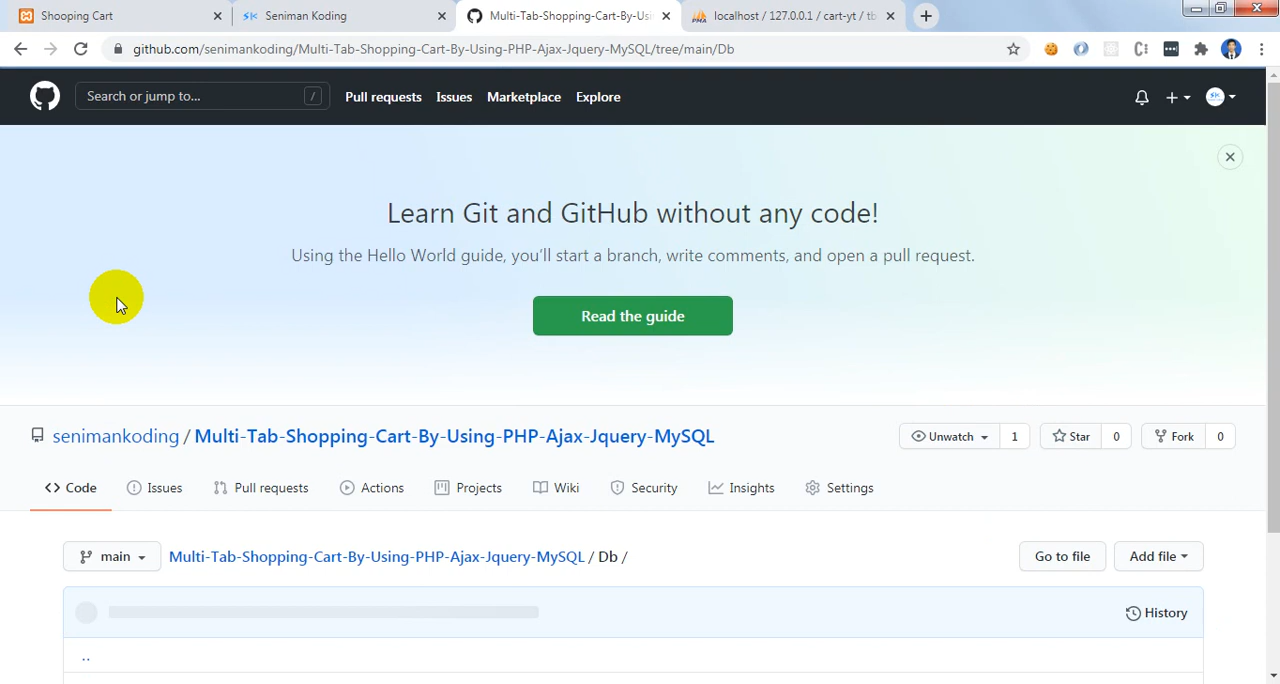 Shooping Cart
Seniman Koding
Multi-Tab-Shopping-Cart-By-Usi
localhost / 127.0.0.1 / cart-yt / tb
github.com/senimankoding/Multi-Tab-Shopping-Cart-By-Using-PHP-Ajax-Jquery-MySQL/tree/main/Db
Search or jump to... /
Pull requests Issues Marketplace Explore
Learn Git and GitHub without any code!
Using the Hello World guide, you'll start a branch, write comments, and open a pull request.
Read the guide
senimankoding / Multi-Tab-Shopping-Cart-By-Using-PHP-Ajax-Jquery-MySQL
Unwatch 1 Star 0 Fork 0
Code Issues Pull requests Actions Projects Wiki Security Insights Settings
main Multi-Tab-Shopping-Cart-By-Using-PHP-Ajax-Jquery-MySQL / Db /
Go to file Add file
History
..